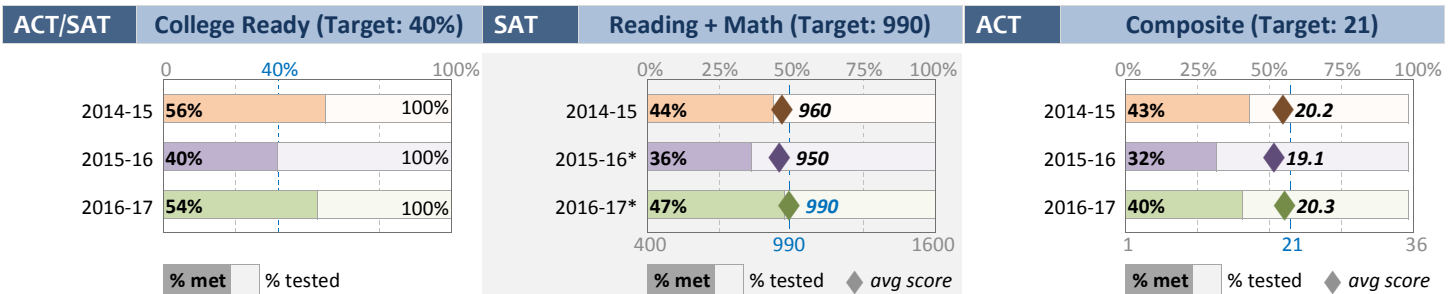 ACT/SAT College Ready (Target: 40%)
0 40% 100%
2014-15 56% 100%
2015-16 40% 100%
2016-17 54% 100%
% met % tested
SAT Reading + Math (Target: 990)
0% 25% 50% 75% 100%
2014-15 44% 960
2015-16* 36% 950
2016-17* 47% 990
400 990 1600
% met % tested avg score
ACT Composite (Target: 21)
0% 25% 50% 75% 100%
2014-15 43% 20.2
2015-16 32% 19.1
2016-17 40% 20.3
1 21 36
% met % tested avg score